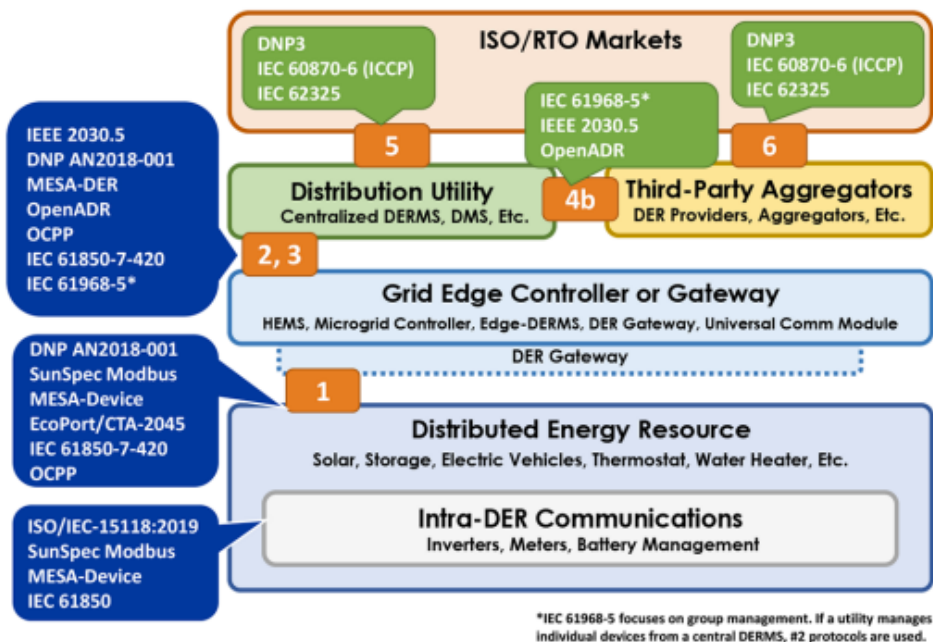 ISO/RTO Markets
DNP3
IEC 60870-6 (ICCP)
IEC 62325
DNP3
IEC 60870-6 (ICCP)
IEC 62325
IEC 61968-5*
IEEE 2030.5
OpenADR
5
6
4b
Distribution Utility
Centralized DERMS, DMS, Etc.
Third-Party Aggregators
DER Providers, Aggregators, Etc.
IEEE 2030.5
DNP AN2018-001
MESA-DER
OpenADR
OCPP
IEC 61850-7-420
IEC 61968-5*
2, 3
Grid Edge Controller or Gateway
HEMS, Microgrid Controller, Edge-DERMS, DER Gateway, Universal Comm Module
DER Gateway
DNP AN2018-001
SunSpec Modbus
MESA-Device
EcoPort/CTA-2045
IEC 61850-7-420
OCPP
1
Distributed Energy Resource
Solar, Storage, Electric Vehicles, Thermostat, Water Heater, Etc.
ISO/IEC-15118:2019
SunSpec Modbus
MESA-Device
IEC 61850
Intra-DER Communications
Inverters, Meters, Battery Management
*IEC 61968-5 focuses on group management. If a utility manages
individual devices from a central DERMS, #2 protocols are used.